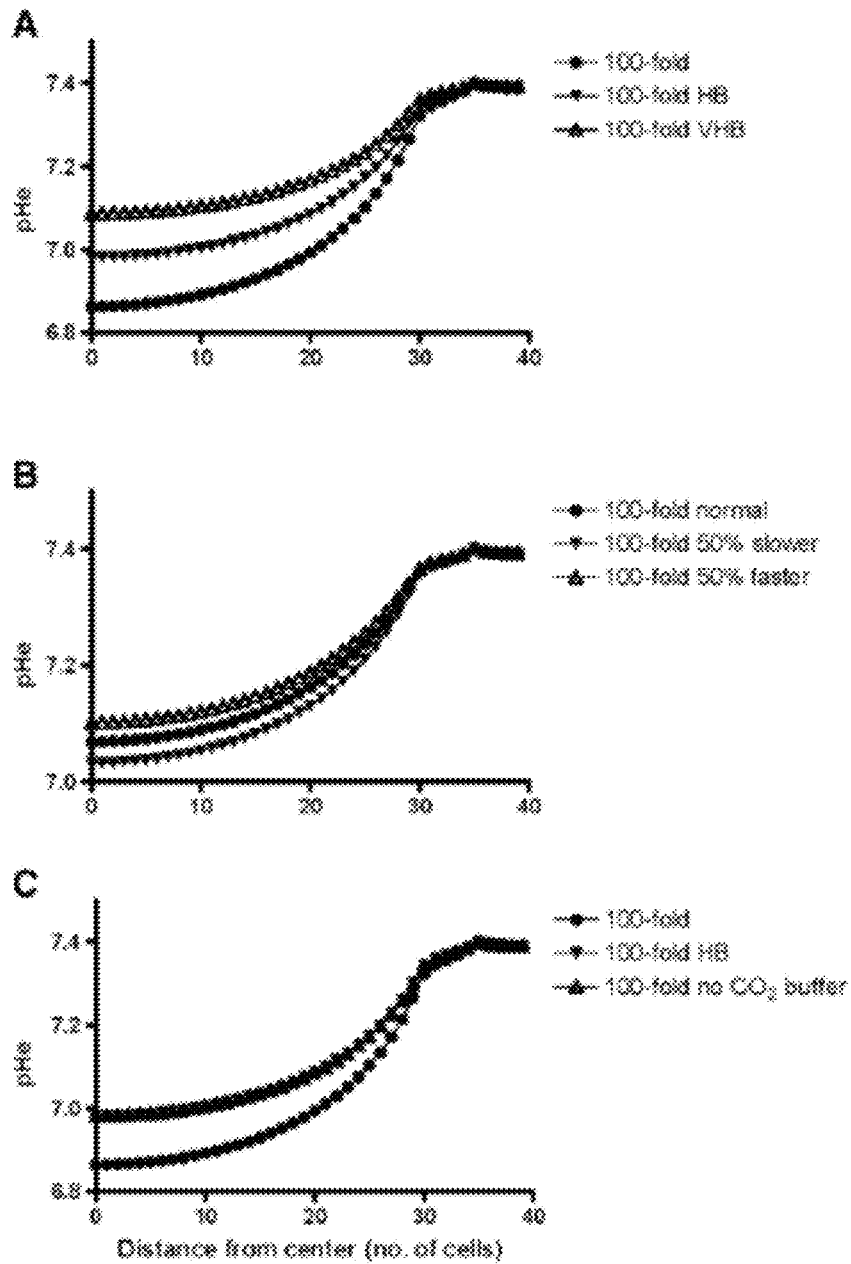 A
7.4
7.2
7.0
6.8
pHe
0 10 20 30 40
100-fold
100-fold HB
100-fold VHB
B
7.4
7.2
7.0
pHe
0 10 20 30 40
100-fold normal
100-fold 50% slower
100-fold 50% faster
C
7.4
7.2
7.0
6.8
pHe
0 10 20 30 40
Distance from center (no. of cells)
100-fold
100-fold HB
100-fold no CO₂ buffer